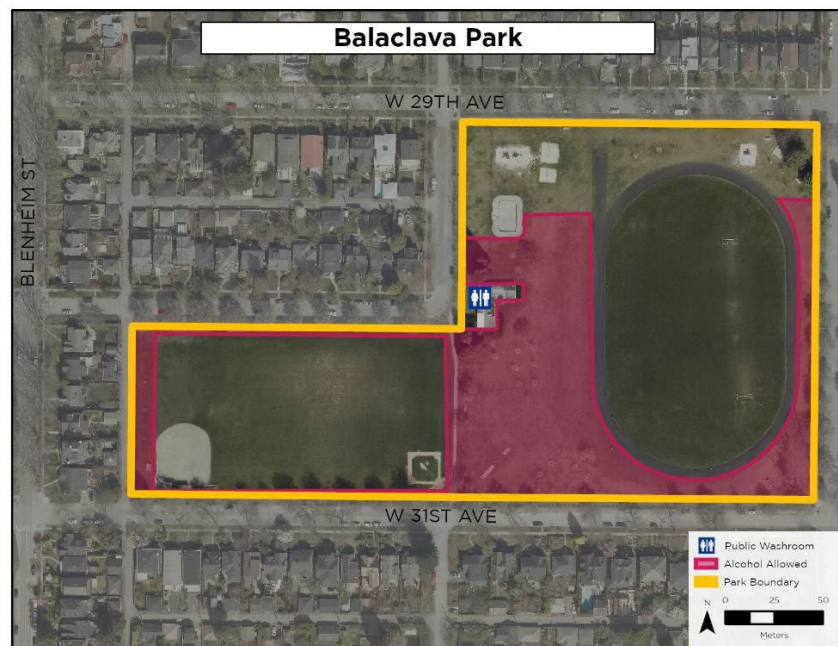 Balaclava Park
W 29TH AVE
BLENHEIM ST
W 31ST AVE
Public Washroom
Alcohol Allowed
Park Boundary
N
0 25 50
Meters